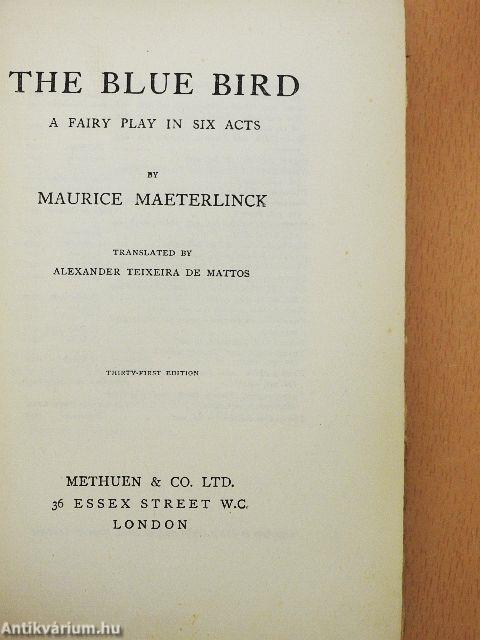 THE BLUE BIRD
A FAIRY PLAY IN SIX ACTS
BY
MAURICE MAETERLINCK
TRANSLATED BY
ALEXANDER TEIXEIRA DE MATTOS
THIRTY-FIRST EDITION
METHUEN & CO. LTD.
36 ESSEX STREET W.C.
LONDON
Antikvárium.hu